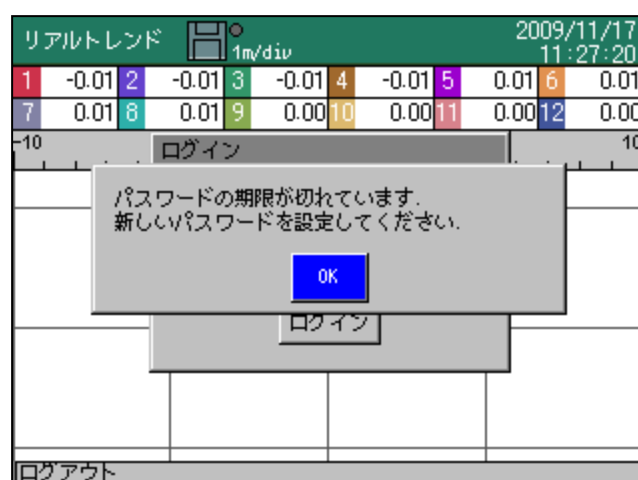 リアルトレンド 1m/div 2009/11/17
11:27:20
1 -0.01 2 -0.01 3 -0.01 4 -0.01 5 0.01 6 0.01
7 0.01 8 0.01 9 0.00 10 0.00 11 0.00 12 0.00
-10 10
ログイン
パスワードの期限が切れています.
新しいパスワードを設定してください.
OK
ログイン
ログアウト